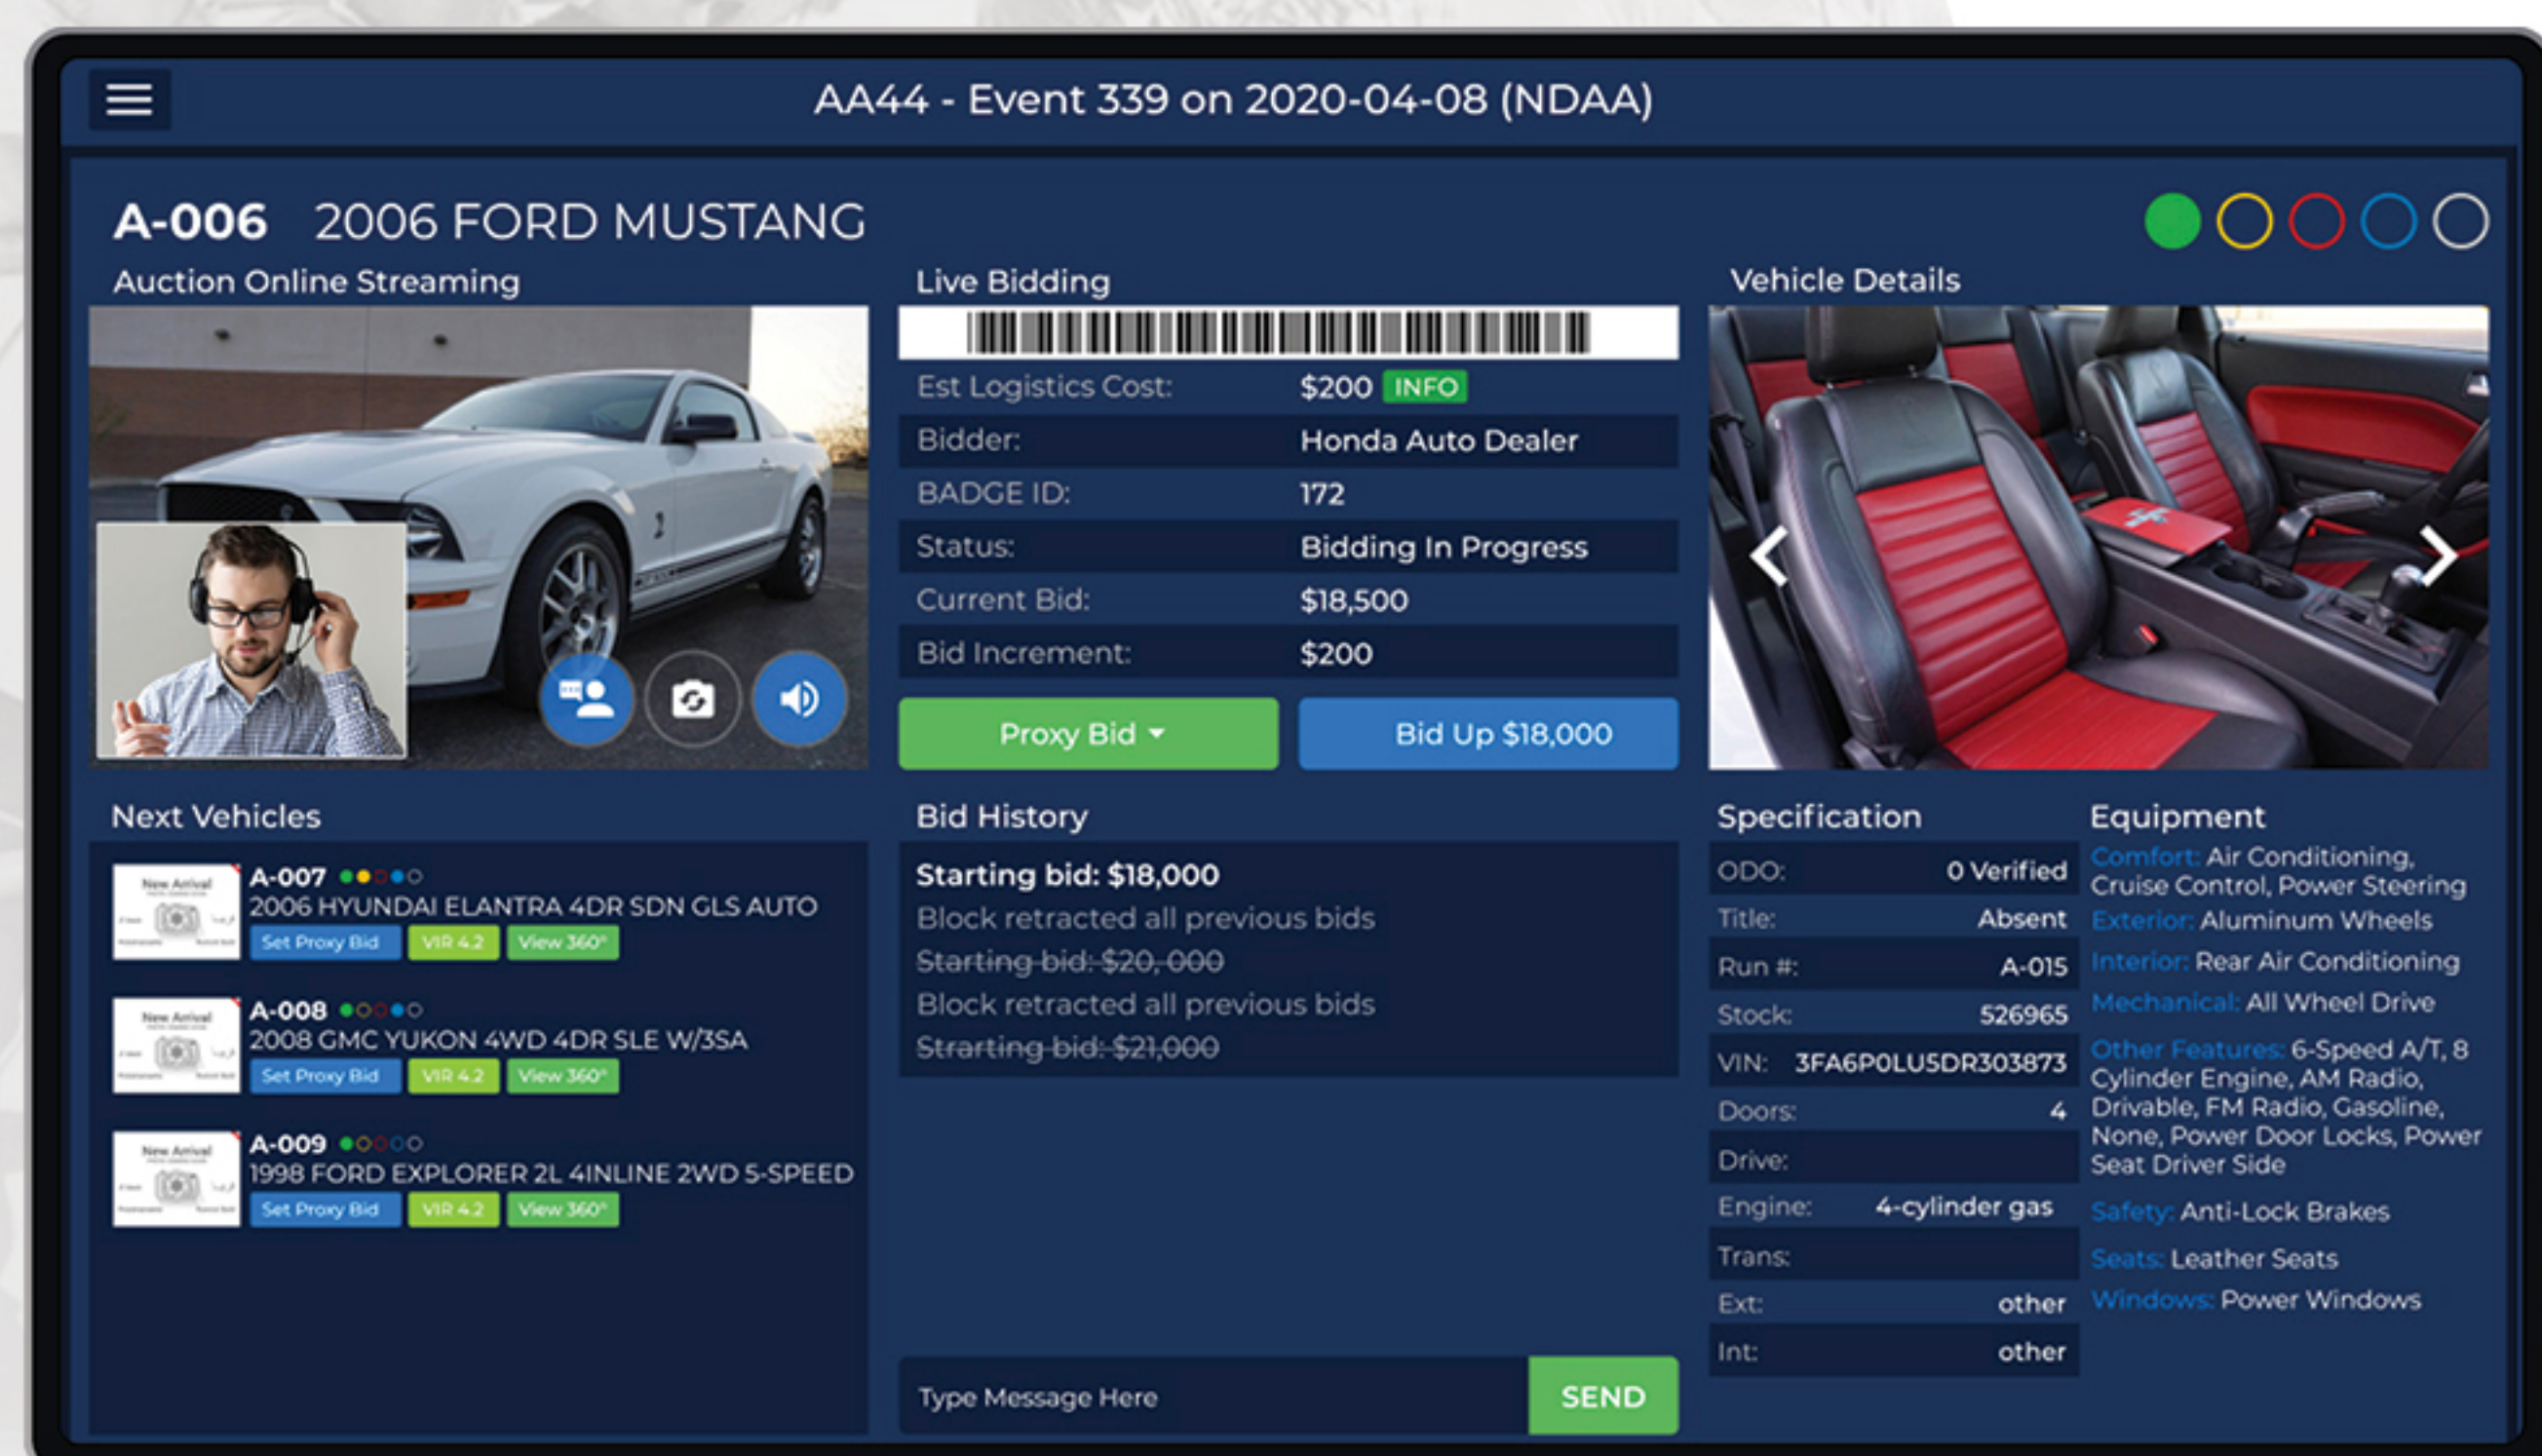 AA44 - Event 339 on 2020-04-08 (NDAA)
A-006 2006 FORD MUSTANG
Auction Online Streaming
Live Bidding
Est Logistics Cost: $200 INFO
Bidder: Honda Auto Dealer
BADGE ID: 172
Status: Bidding In Progress
Current Bid: $18,500
Bid Increment: $200
Proxy Bid
Bid Up $18,000
Vehicle Details
Next Vehicles
New Arrival
A-007
2006 HYUNDAI ELANTRA 4DR SDN GLS AUTO
Set Proxy Bid VIR 4.2 View 360°
New Arrival
A-008
2008 GMC YUKON 4WD 4DR SLE W/3SA
Set Proxy Bid VIR 4.2 View 360°
New Arrival
A-009
1998 FORD EXPLORER 2L 4INLINE 2WD 5-SPEED
Set Proxy Bid VIR 4.2 View 360°
Bid History
Starting bid: $18,000
Block retracted all previous bids
Starting bid: $20, 000
Block retracted all previous bids
Strarting bid: $21,000
Type Message Here
SEND
Specification
ODO: 0 Verified
Title: Absent
Run #: A-015
Stock: 526965
VIN: 3FA6P0LU5DR303873
Doors: 4
Drive:
Engine: 4-cylinder gas
Trans:
Ext: other
Int: other
Equipment
Comfort: Air Conditioning,
Cruise Control, Power Steering
Exterior: Aluminum Wheels
Interior: Rear Air Conditioning
Mechanical: All Wheel Drive
Other Features: 6-Speed A/T, 8
Cylinder Engine, AM Radio,
Drivable, FM Radio, Gasoline,
None, Power Door Locks, Power
Seat Driver Side
Safety: Anti-Lock Brakes
Seats: Leather Seats
Windows: Power Windows